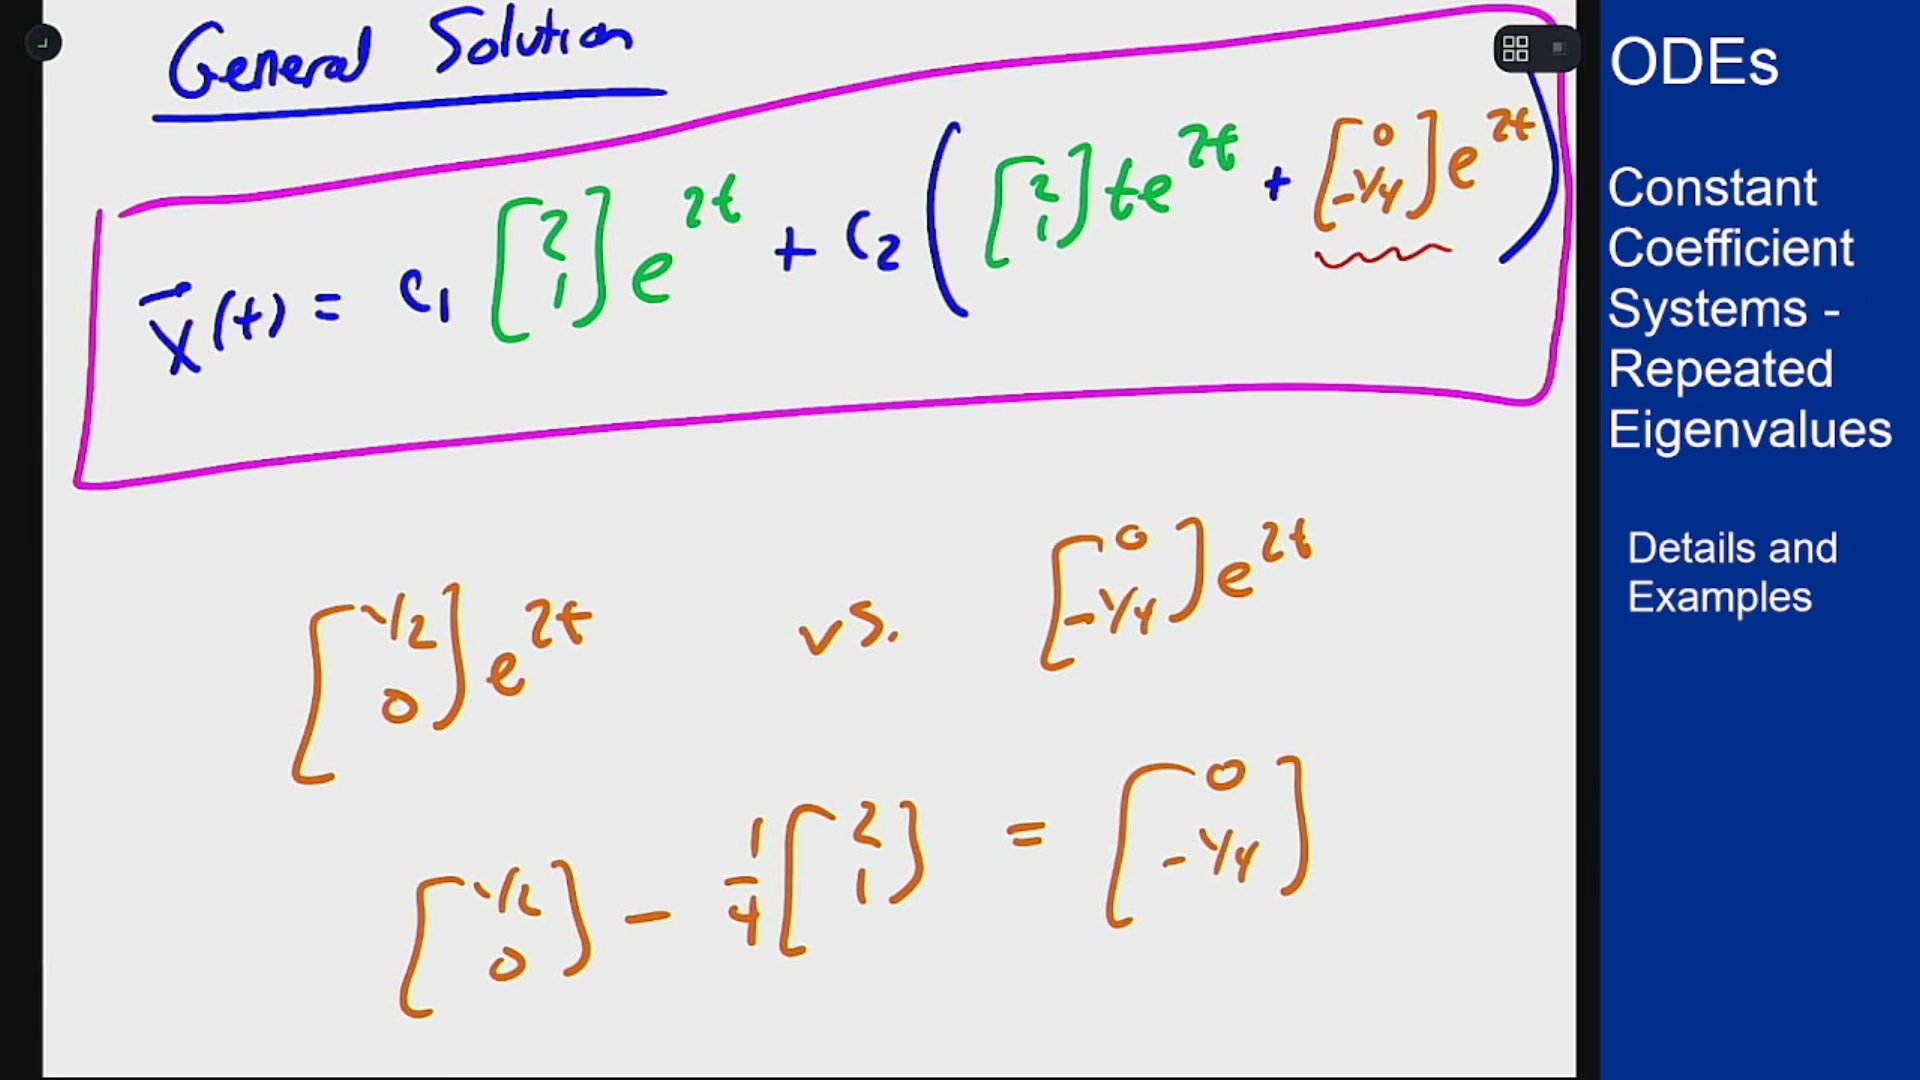 General Solution
x⃗(t) = c₁ [2 1] e^{2t} + c₂ ( [2 1] t e^{2t} + [0 -1/4] e^{2t} )
[1/2 0] e^{2t} vs. [0 -1/4] e^{2t}
[1/2 0] - 1/4 [2 1] = [0 -1/4]
ODEs
Constant
Coefficient
Systems -
Repeated
Eigenvalues
Details and
Examples